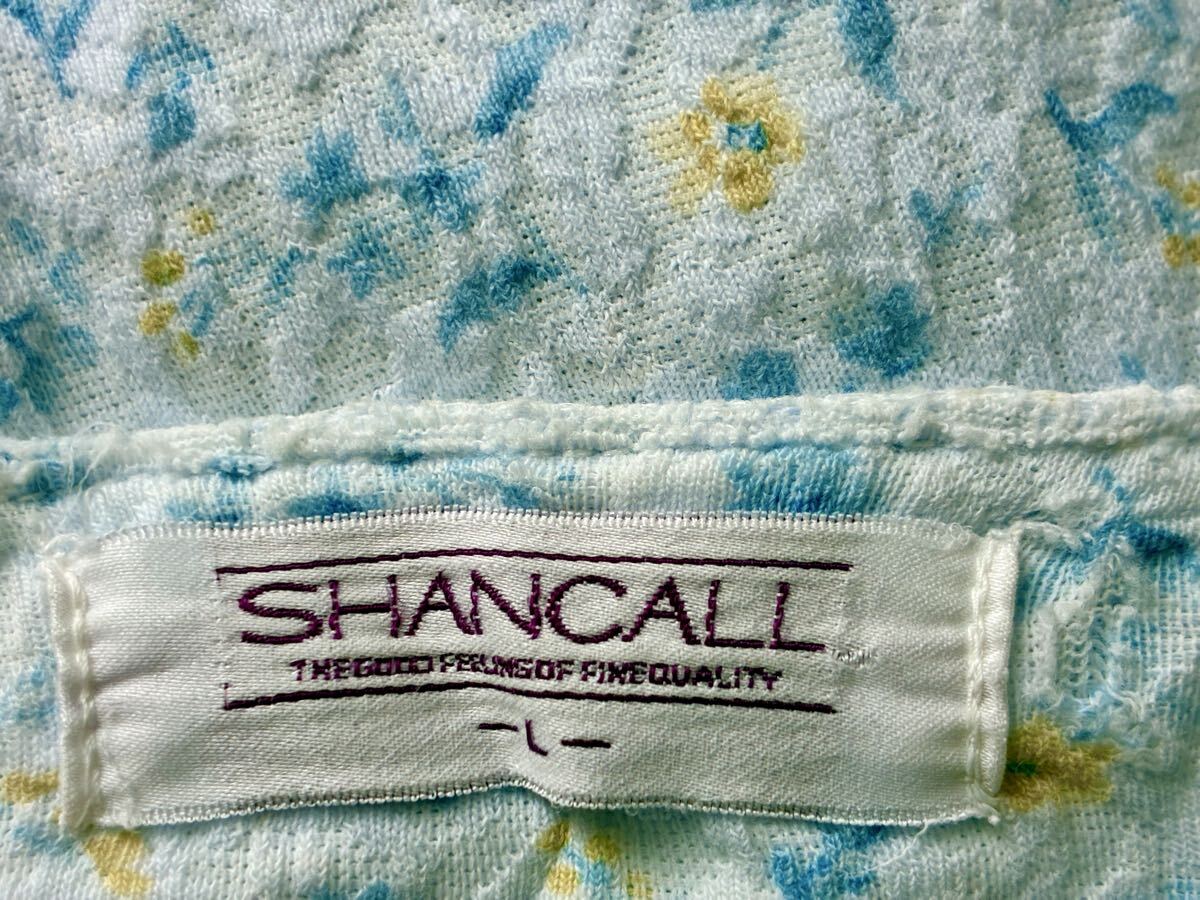 SHANCALL
THE GOOD FEELING OF FINE QUALITY
-L-